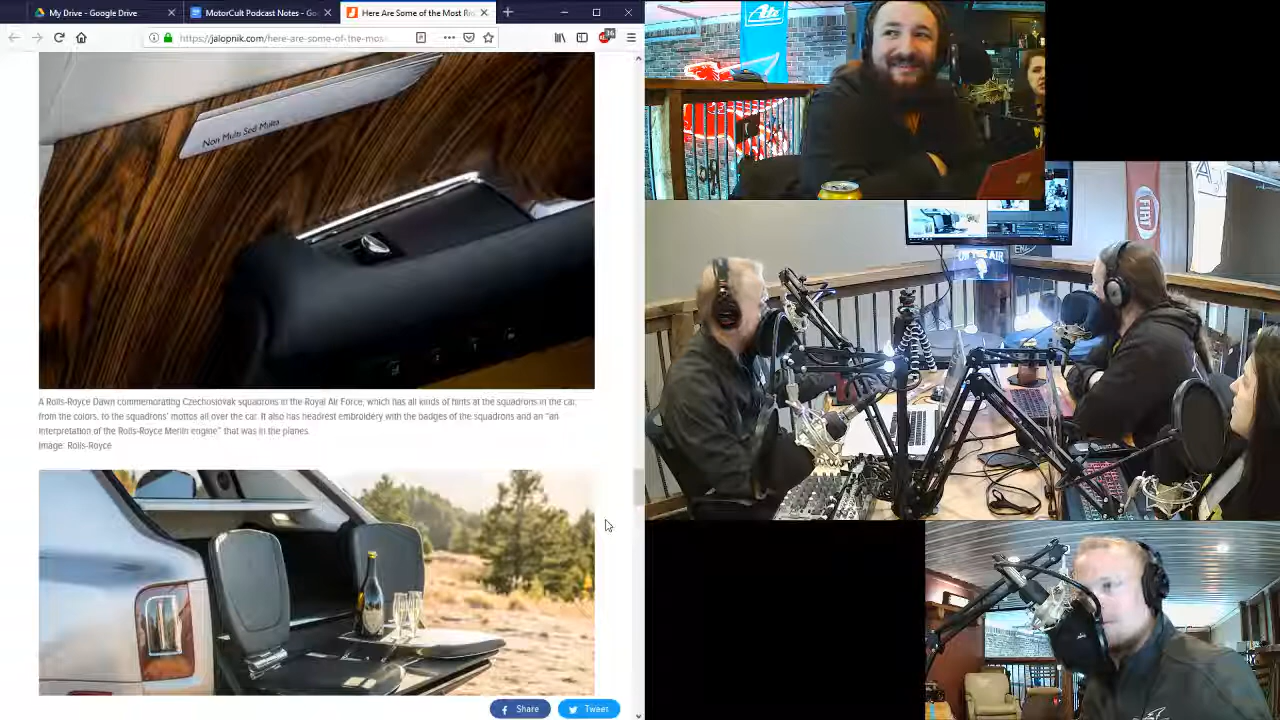 My Drive - Google Drive
MotorCult Podcast Notes - Go
Here Are Some of the Most Ri
https://jalopnik.com/here-are-some-of-the-mos
36
Non Multi Sed Multa
A Rolls-Royce Dawn commemorating Czechoslovak squadrons in the Royal Air Force, which has all kinds of hints at the squadrons in the car,
from the colors, to the squadrons' mottos all over the car. It also has headrest embroidery with the badges of the squadrons and an "an
interpretation of the Rolls-Royce Merlin engine" that was in the planes.
Image: Rolls-Royce
Share
Tweet
Ate
FIAT
ON THE AIR